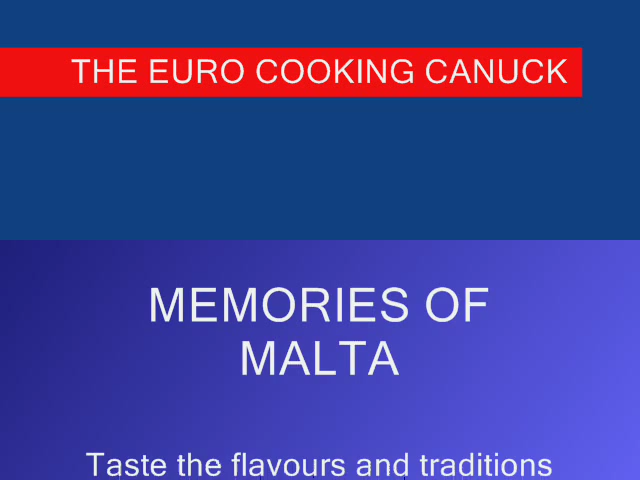 THE EURO COOKING CANUCK
MEMORIES OF
MALTA
Taste the flavours and traditions